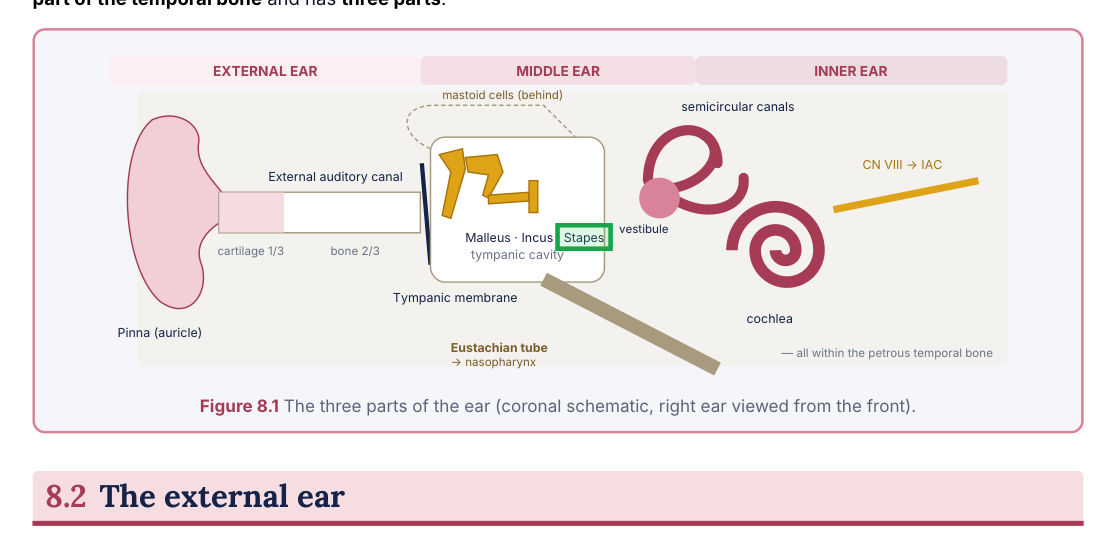 part of the temporal bone and has three parts.
EXTERNAL EAR
MIDDLE EAR
INNER EAR
mastoid cells (behind)
semicircular canals
External auditory canal
CN VIII → IAC
Malleus · Incus Stapes
vestibule
cartilage 1/3
bone 2/3
tympanic cavity
Tympanic membrane
cochlea
Pinna (auricle)
Eustachian tube
→ nasopharynx
— all within the petrous temporal bone
Figure 8.1 The three parts of the ear (coronal schematic, right ear viewed from the front).
8.2 The external ear